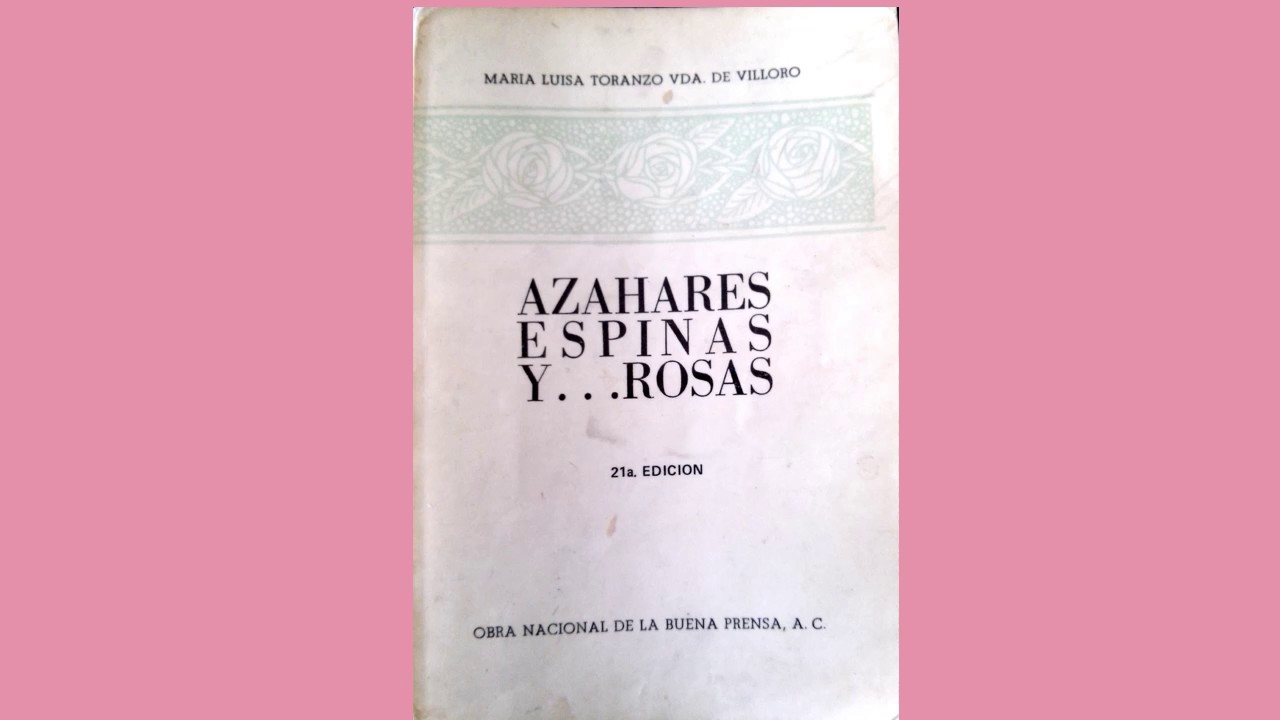 MARIA LUISA TORANZO VDA. DE VILLORO
AZAHARES
ESPINAS
Y...ROSAS
21a. EDICION
OBRA NACIONAL DE LA BUENA PRENSA, A. C.